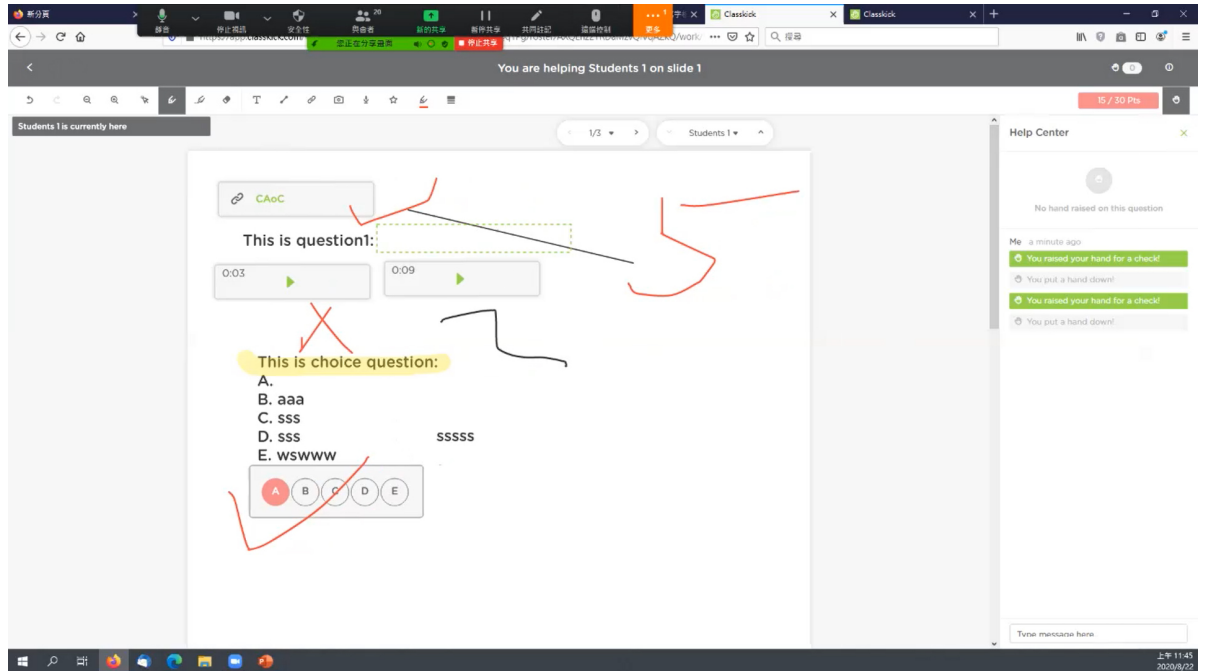 新分頁
靜音
停止視訊
安全性
20
與會者
新的共享
暫停共享
共同註記
遠端控制
1
更多
Classkick
Classkick
您正在分享畫面
停止共享
搜尋
You are helping Students 1 on slide 1
0
15 / 30 Pts
Students 1 is currently here
1/3
Students 1
Help Center
No hand raised on this question
CAoC
This is question1:
0:03
0:09
5
Me a minute ago
You raised your hand for a check!
You put a hand down!
You raised your hand for a check!
You put a hand down!
This is choice question:
A.
B. aaa
C. sss
D. sss
sssss
E. wswww
A B C D E
Type message here
上午 11:45
2020/8/22